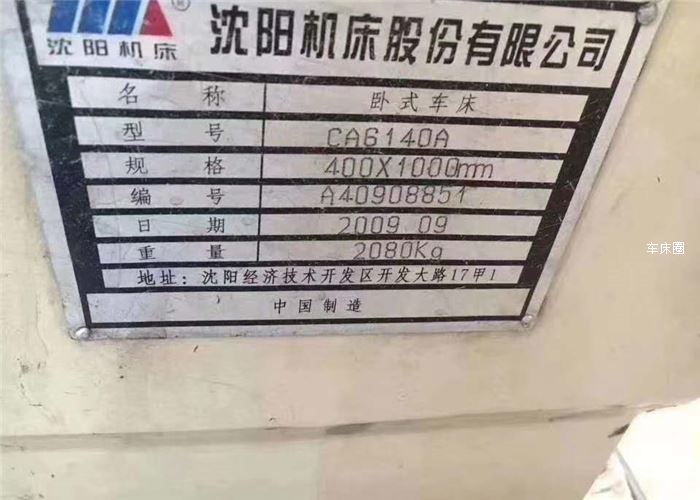 沈阳机床
沈阳机床股份有限公司
名称 卧式车床
型号 CA6140A
规格 400X1000mm
编号 A40908851
日期 2009.09
重量 2080Kg
地址：沈阳经济技术开发区开发大路17甲1
中国制造
车床圈